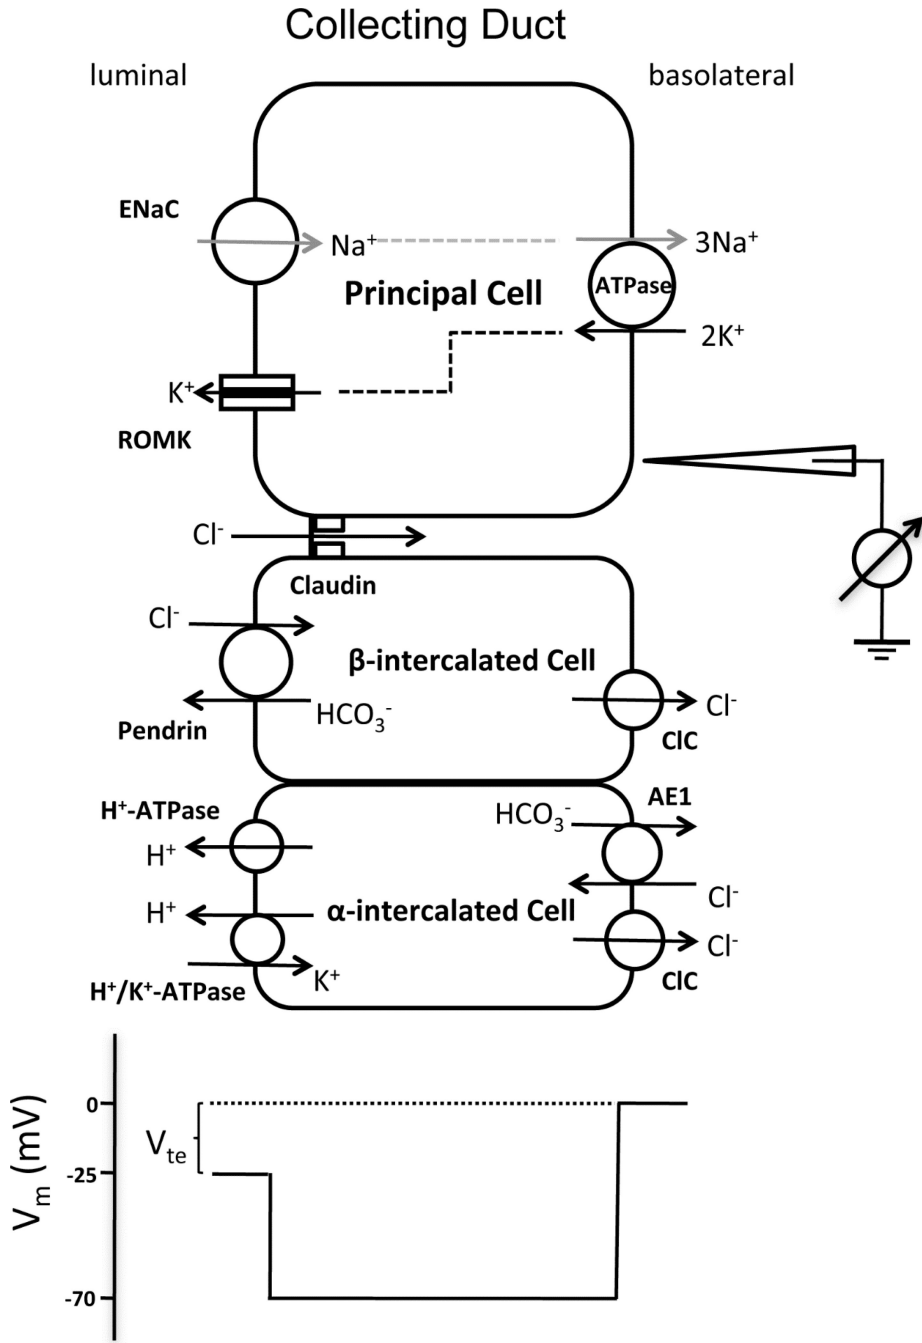 Collecting Duct
luminal
basolateral
ENaC
Na⁺
3Na⁺
ATPase
Principal Cell
2K⁺
K⁺
ROMK
Cl⁻
Claudin
Cl⁻
β-intercalated Cell
HCO₃⁻
Cl⁻
Pendrin
ClC
H⁺-ATPase
AE1
HCO₃⁻
H⁺
Cl⁻
H⁺
α-intercalated Cell
Cl⁻
K⁺
ClC
H⁺/K⁺-ATPase
Vₘ (mV)
0
Vₜₑ
-25
-70